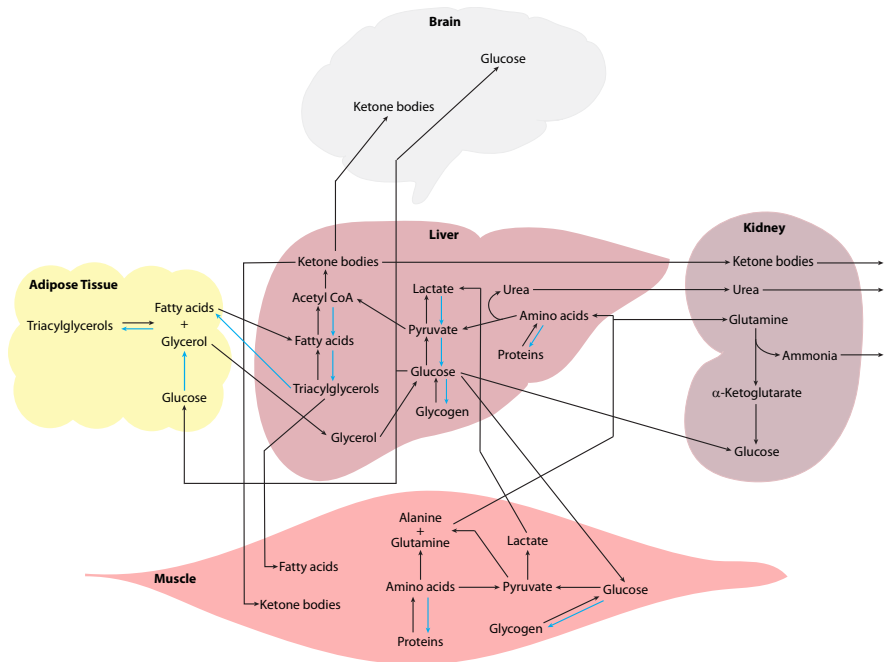 Brain
Glucose
Ketone bodies
Liver
Kidney
Ketone bodies
Ketone bodies
Adipose Tissue
Lactate
Urea
Urea
Acetyl CoA
Fatty acids
Amino acids
Glutamine
Triacylglycerols
+
Pyruvate
Glycerol
Fatty acids
Proteins
Ammonia
Glucose
Triacylglycerols
α-Ketoglutarate
Glucose
Glycogen
Glycerol
Glucose
Alanine
+
Glutamine
Lactate
Muscle
Fatty acids
Amino acids
Pyruvate
Glucose
Ketone bodies
Glycogen
Proteins